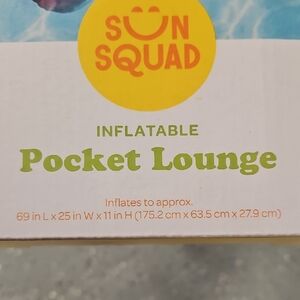 SUN
SQUAD
INFLATABLE
Pocket Lounge
Inflates to approx.
69 in L x 25 in W x 11 in H (175.2 cm x 63.5 cm x 27.9 cm)